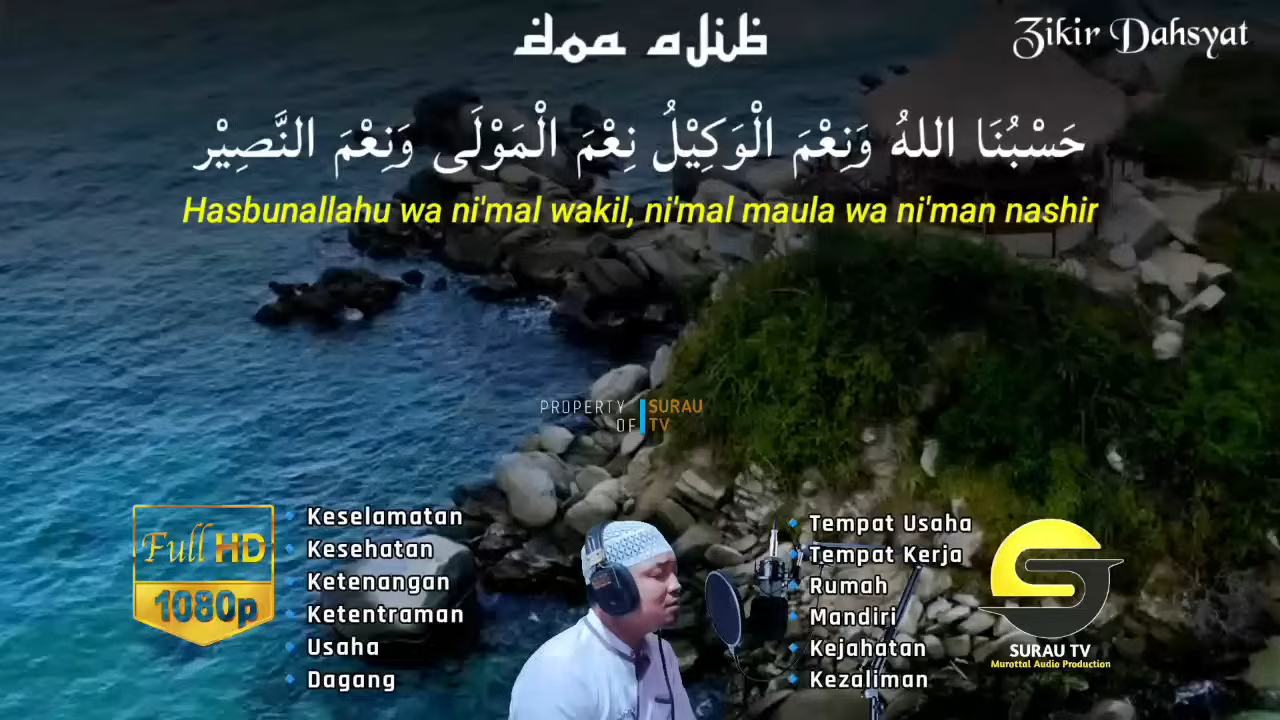 doa ajib
Zikir Dahsyat
حَسْبُنَا اللهُ وَنِعْمَ الْوَكِيْلُ نِعْمَ الْمَوْلَى وَنِعْمَ النَّصِيْر
Hasbunallahu wa ni'mal wakil, ni'mal maula wa ni'man nashir
PROPERTY OF
SURAU TV
Full HD
1080p
Keselamatan
Kesehatan
Ketenangan
Ketentraman
Usaha
Dagang
Tempat Usaha
Tempat Kerja
Rumah
Mandiri
Kejahatan
Kezaliman
SURAU TV
Murottal Audio Production